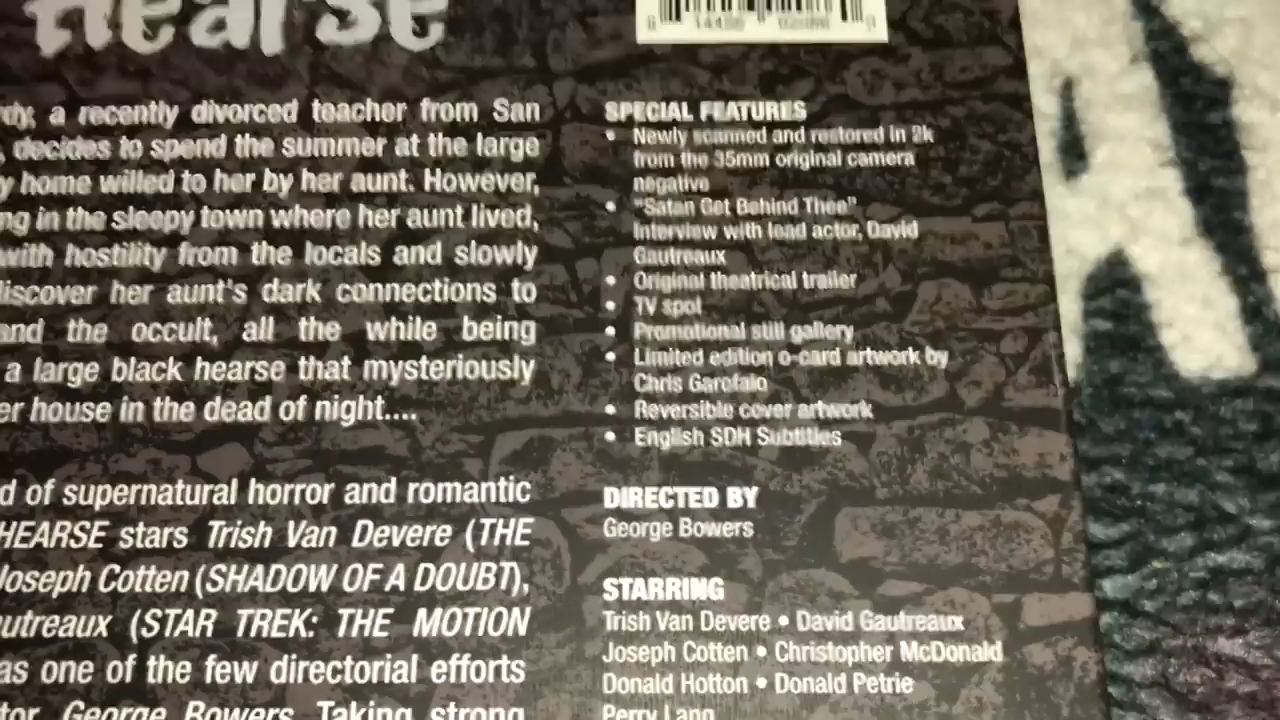 Hearse
rdy, a recently divorced teacher from San
, decides to spend the summer at the large
y home willed to her by her aunt. However,
ng in the sleepy town where her aunt lived,
with hostility from the locals and slowly
discover her aunt's dark connections to
and the occult, all the while being
a large black hearse that mysteriously
er house in the dead of night....
d of supernatural horror and romantic
HEARSE stars Trish Van Devere (THE
Joseph Cotten (SHADOW OF A DOUBT),
utreaux (STAR TREK: THE MOTION
as one of the few directorial efforts
tor, George Bowers. Taking strong
SPECIAL FEATURES
• Newly scanned and restored in 2k
from the 35mm original camera
negative
• "Satan Get Behind Thee"
Interview with lead actor, David
Gautreaux
• Original theatrical trailer
• TV spot
• Promotional still gallery
• Limited edition o-card artwork by
Chris Garofalo
• Reversible cover artwork
• English SDH Subtitles
DIRECTED BY
George Bowers
STARRING
Trish Van Devere • David Gautreaux
Joseph Cotten • Christopher McDonald
Donald Hotton • Donald Petrie
Perry Lang